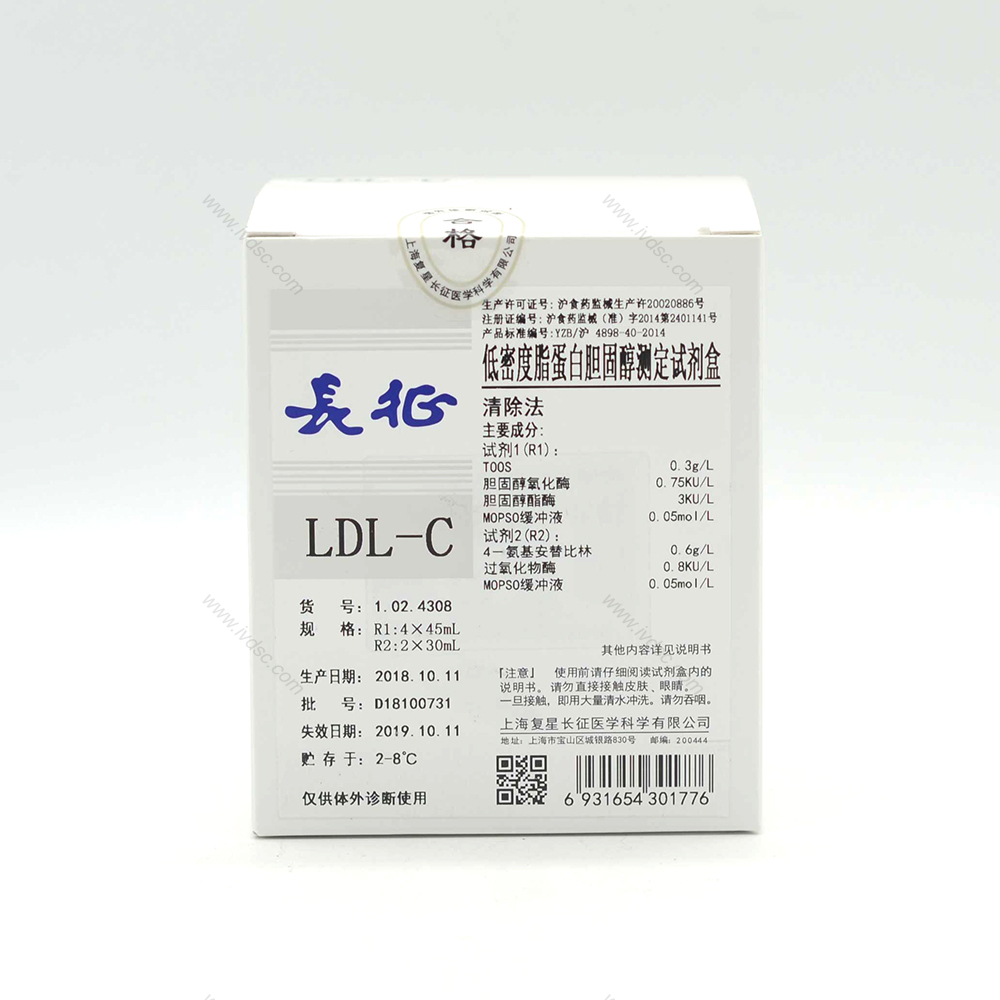 LDL-C
合格
上海复星长征医学科学有限公司
生产许可证号: 沪食药监械生产许20020886号
注册证编号: 沪食药监械(准)字2014第2401141号
产品标准编号:YZB/沪 4898-40-2014
低密度脂蛋白胆固醇测定试剂盒
長征
清除法
主要成分:
试剂1(R1):
TOOS 0.3g/L
胆固醇氧化酶 0.75KU/L
胆固醇酯酶 3KU/L
MOPSO缓冲液 0.05mol/L
试剂2(R2):
4-氨基安替比林 0.6g/L
过氧化物酶 0.8KU/L
MOPSO缓冲液 0.05mol/L
LDL-C
货 号: 1.02.4308
规 格: R1:4×45mL
R2:2×30mL
生产日期: 2018.10.11
批 号: D18100731
失效日期: 2019.10.11
贮 存 于: 2-8℃
仅供体外诊断使用
其他内容详见说明书
「注意」 使用前请仔细阅读试剂盒内的
说明书。请勿直接接触皮肤、眼睛。
一旦接触,即用大量清水冲洗。请勿吞咽。
上海复星长征医学科学有限公司
地址: 上海市宝山区城银路830号 邮编: 200444
6 931654 301776
www.ivdsc.com
www.ivdsc.com
www.ivdsc.com
www.ivdsc.com